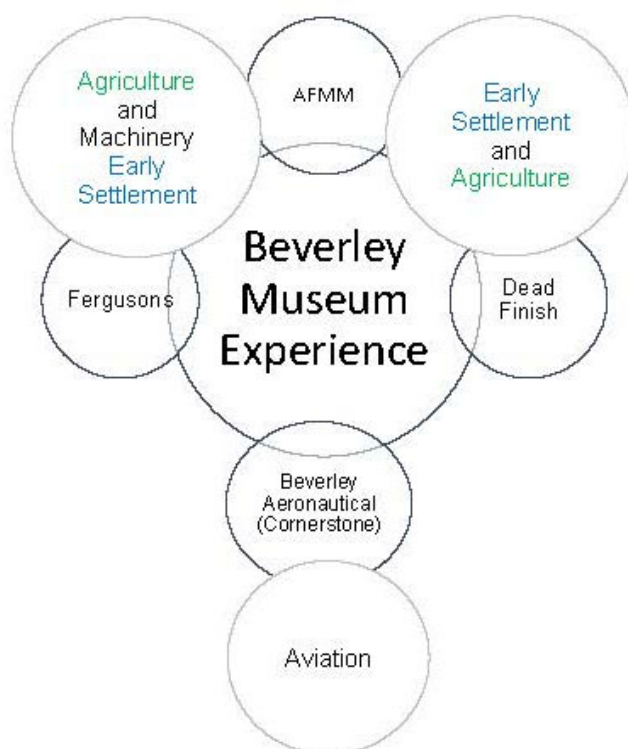 Agriculture
and
Machinery
Early
Settlement
AFMM
Early
Settlement
and
Agriculture
Beverley
Museum
Experience
Fergusons
Dead
Finish
Beverley
Aeronautical
(Cornerstone)
Aviation